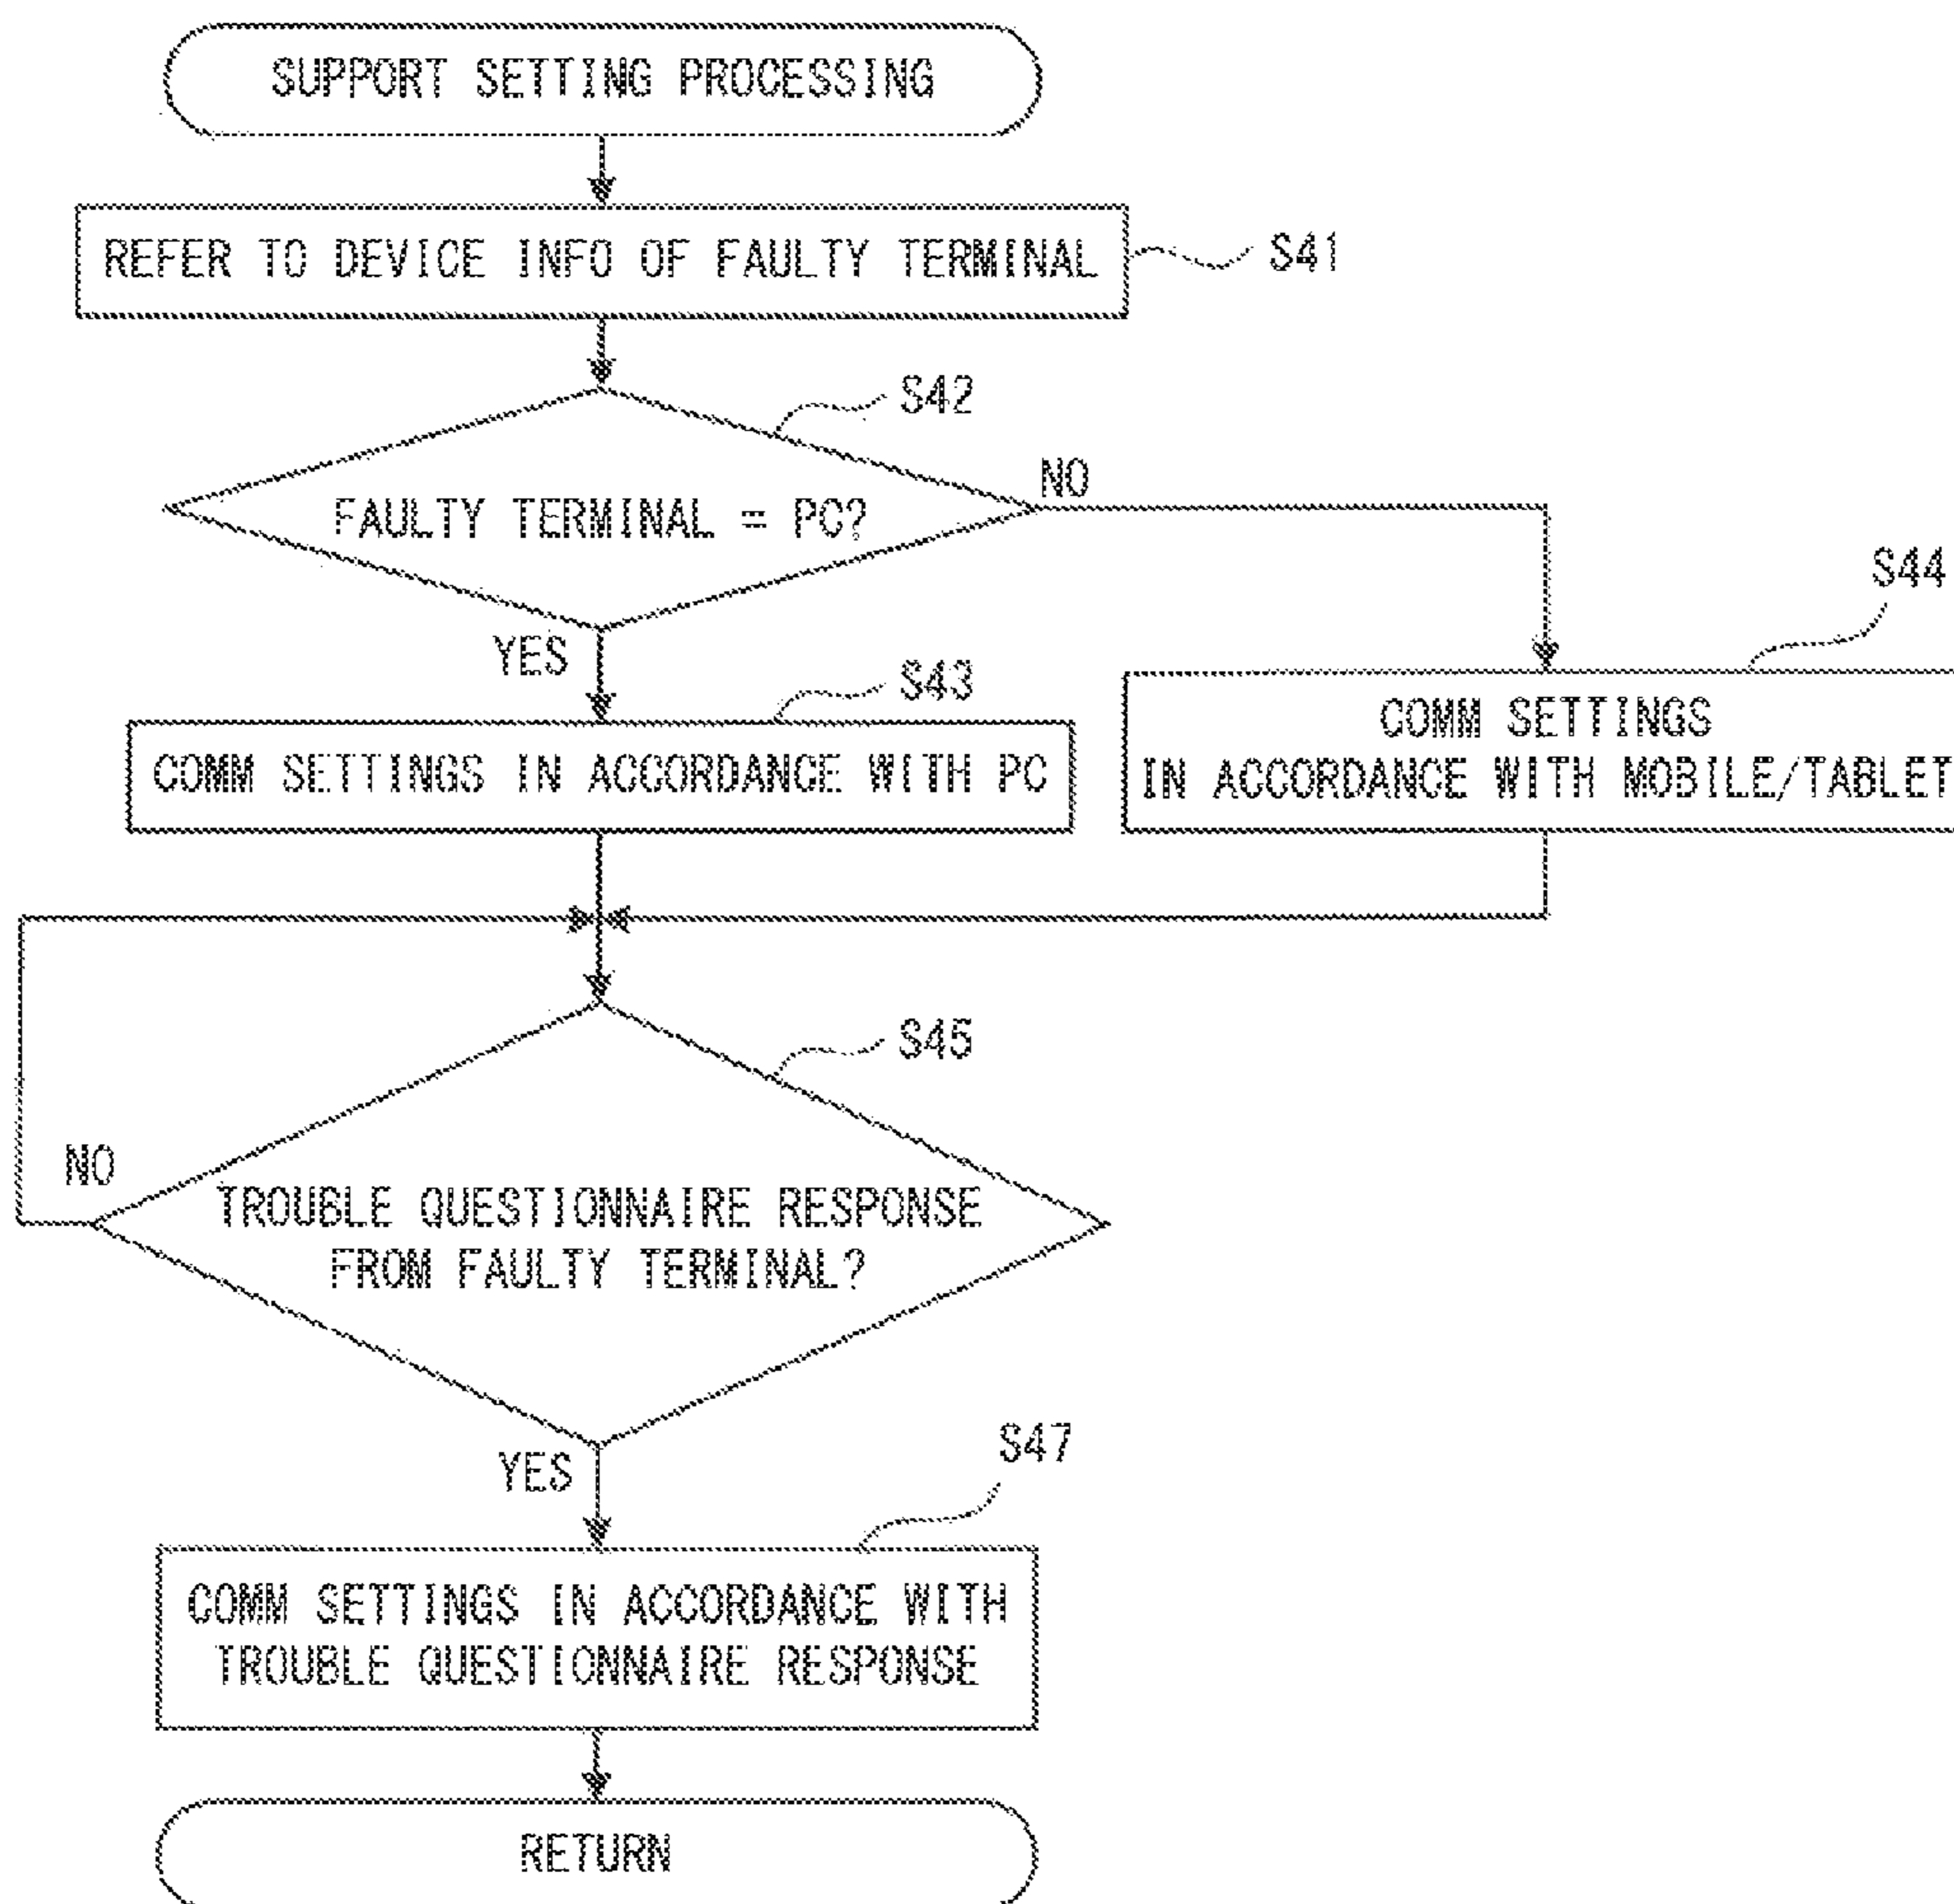 SUPPORT SETTING PROCESSING
REFER TO DEVICE INFO OF FAULTY TERMINAL
S41
S42
FAULTY TERMINAL = PC?
NO
YES
S43
COMM SETTINGS IN ACCORDANCE WITH PC
S44
COMM SETTINGS
IN ACCORDANCE WITH MOBILE/TABLET
S45
NO
TROUBLE QUESTIONNAIRE RESPONSE
FROM FAULTY TERMINAL?
YES
S47
COMM SETTINGS IN ACCORDANCE WITH
TROUBLE QUESTIONNAIRE RESPONSE
RETURN